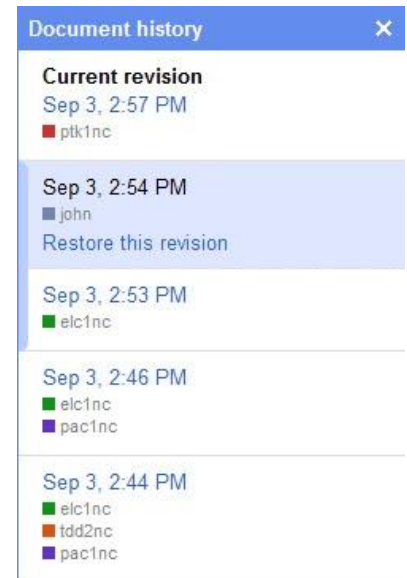 Document history
Current revision
Sep 3, 2:57 PM
ptk1nc
Sep 3, 2:54 PM
john
Restore this revision
Sep 3, 2:53 PM
elc1nc
Sep 3, 2:46 PM
elc1nc
pac1nc
Sep 3, 2:44 PM
elc1nc
tdd2nc
pac1nc